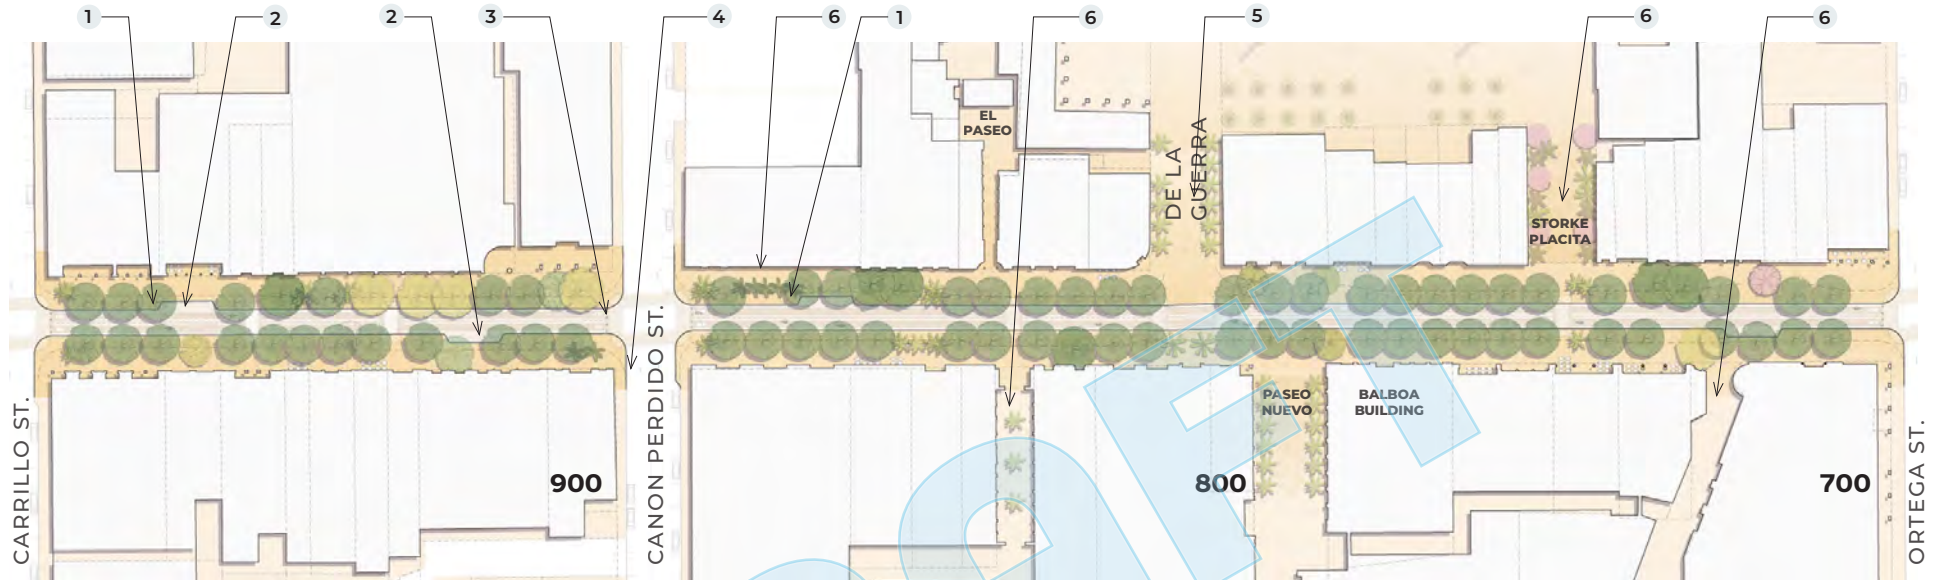 1
2
2
3
4
6
1
6
5
6
6
EL
PASEO
DE LA
GUERRA
STORKE
PLACITA
CARRILLO ST.
CANON PERDIDO ST.
PASEO
NUEVO
BALBOA
BUILDING
900
800
700
ORTEGA ST.